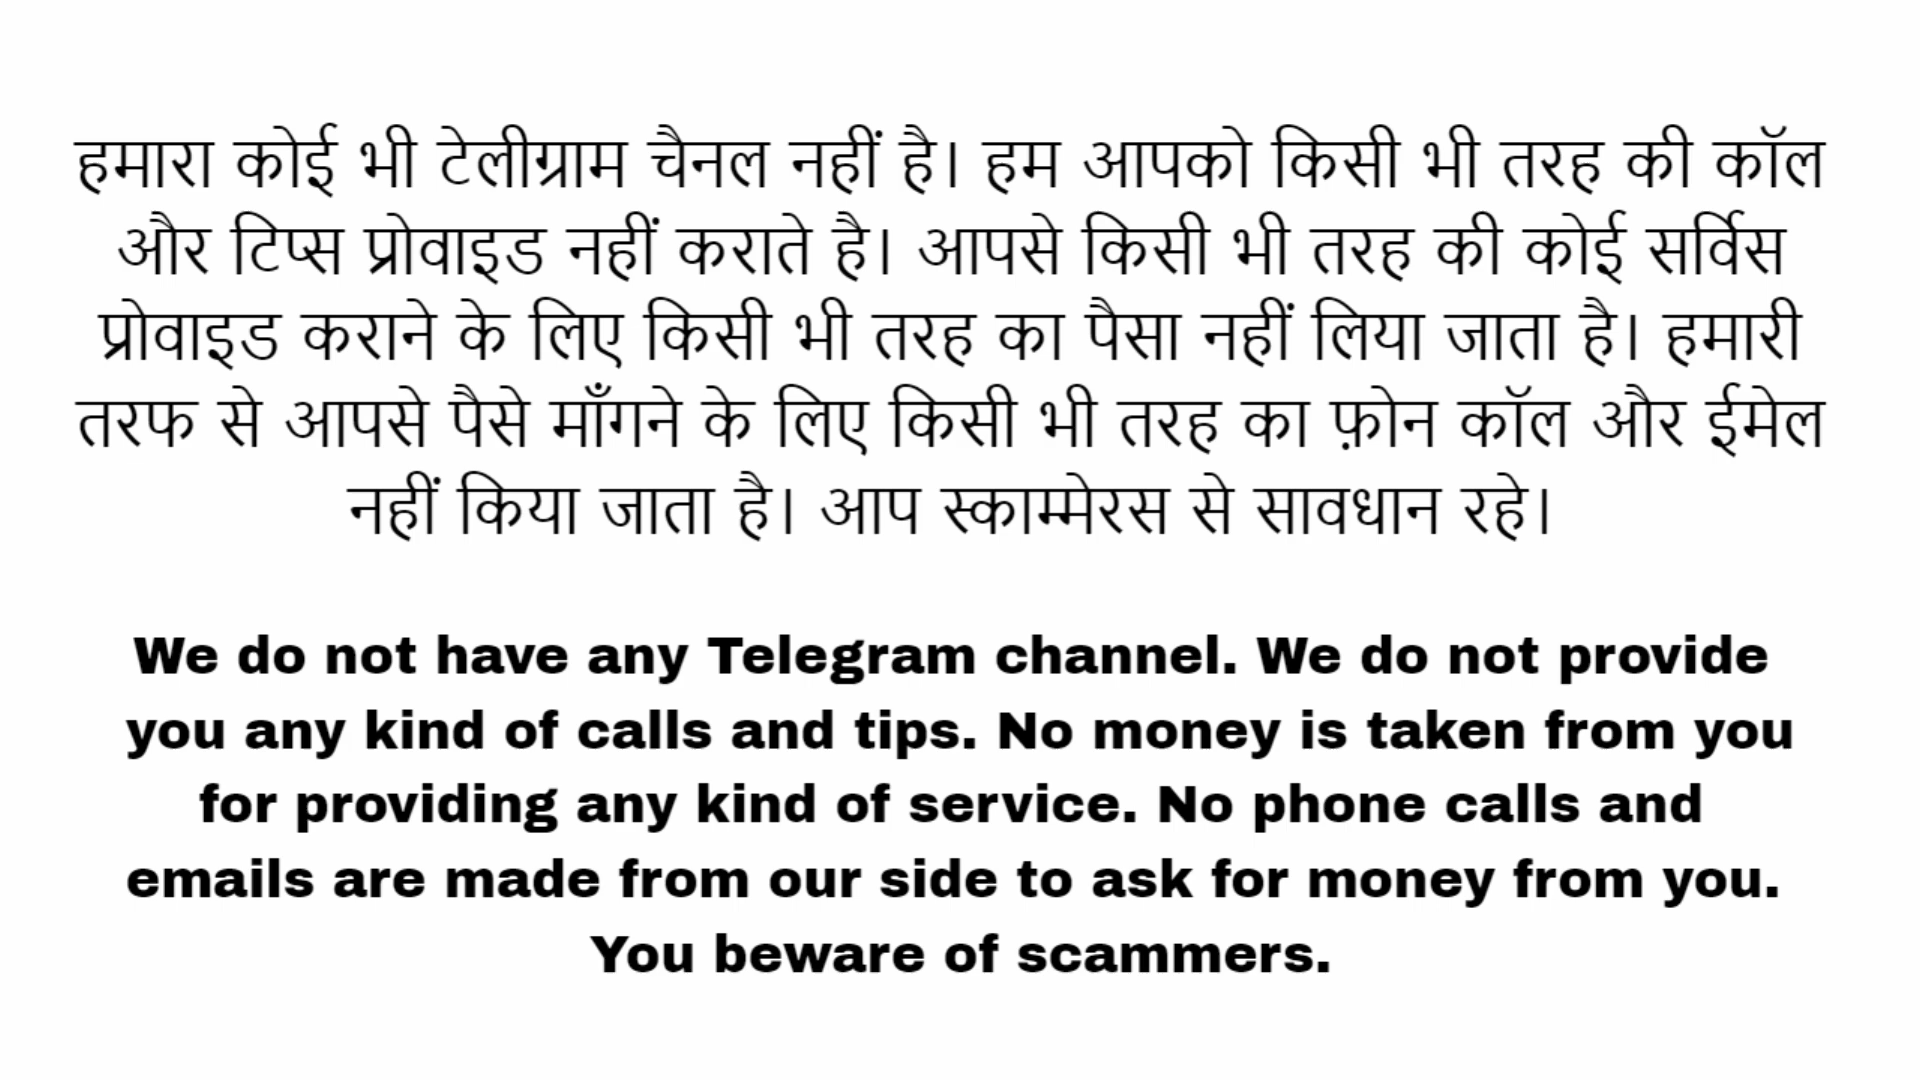 हमारा कोई भी टेलीग्राम चैनल नहीं है। हम आपको किसी भी तरह की कॉल
और टिप्स प्रोवाइड नहीं कराते है। आपसे किसी भी तरह की कोई सर्विस
प्रोवाइड कराने के लिए किसी भी तरह का पैसा नहीं लिया जाता है। हमारी
तरफ से आपसे पैसे माँगने के लिए किसी भी तरह का फ़ोन कॉल और ईमेल
नहीं किया जाता है। आप स्काम्मेरस से सावधान रहे।
We do not have any Telegram channel. We do not provide
you any kind of calls and tips. No money is taken from you
for providing any kind of service. No phone calls and
emails are made from our side to ask for money from you.
You beware of scammers.